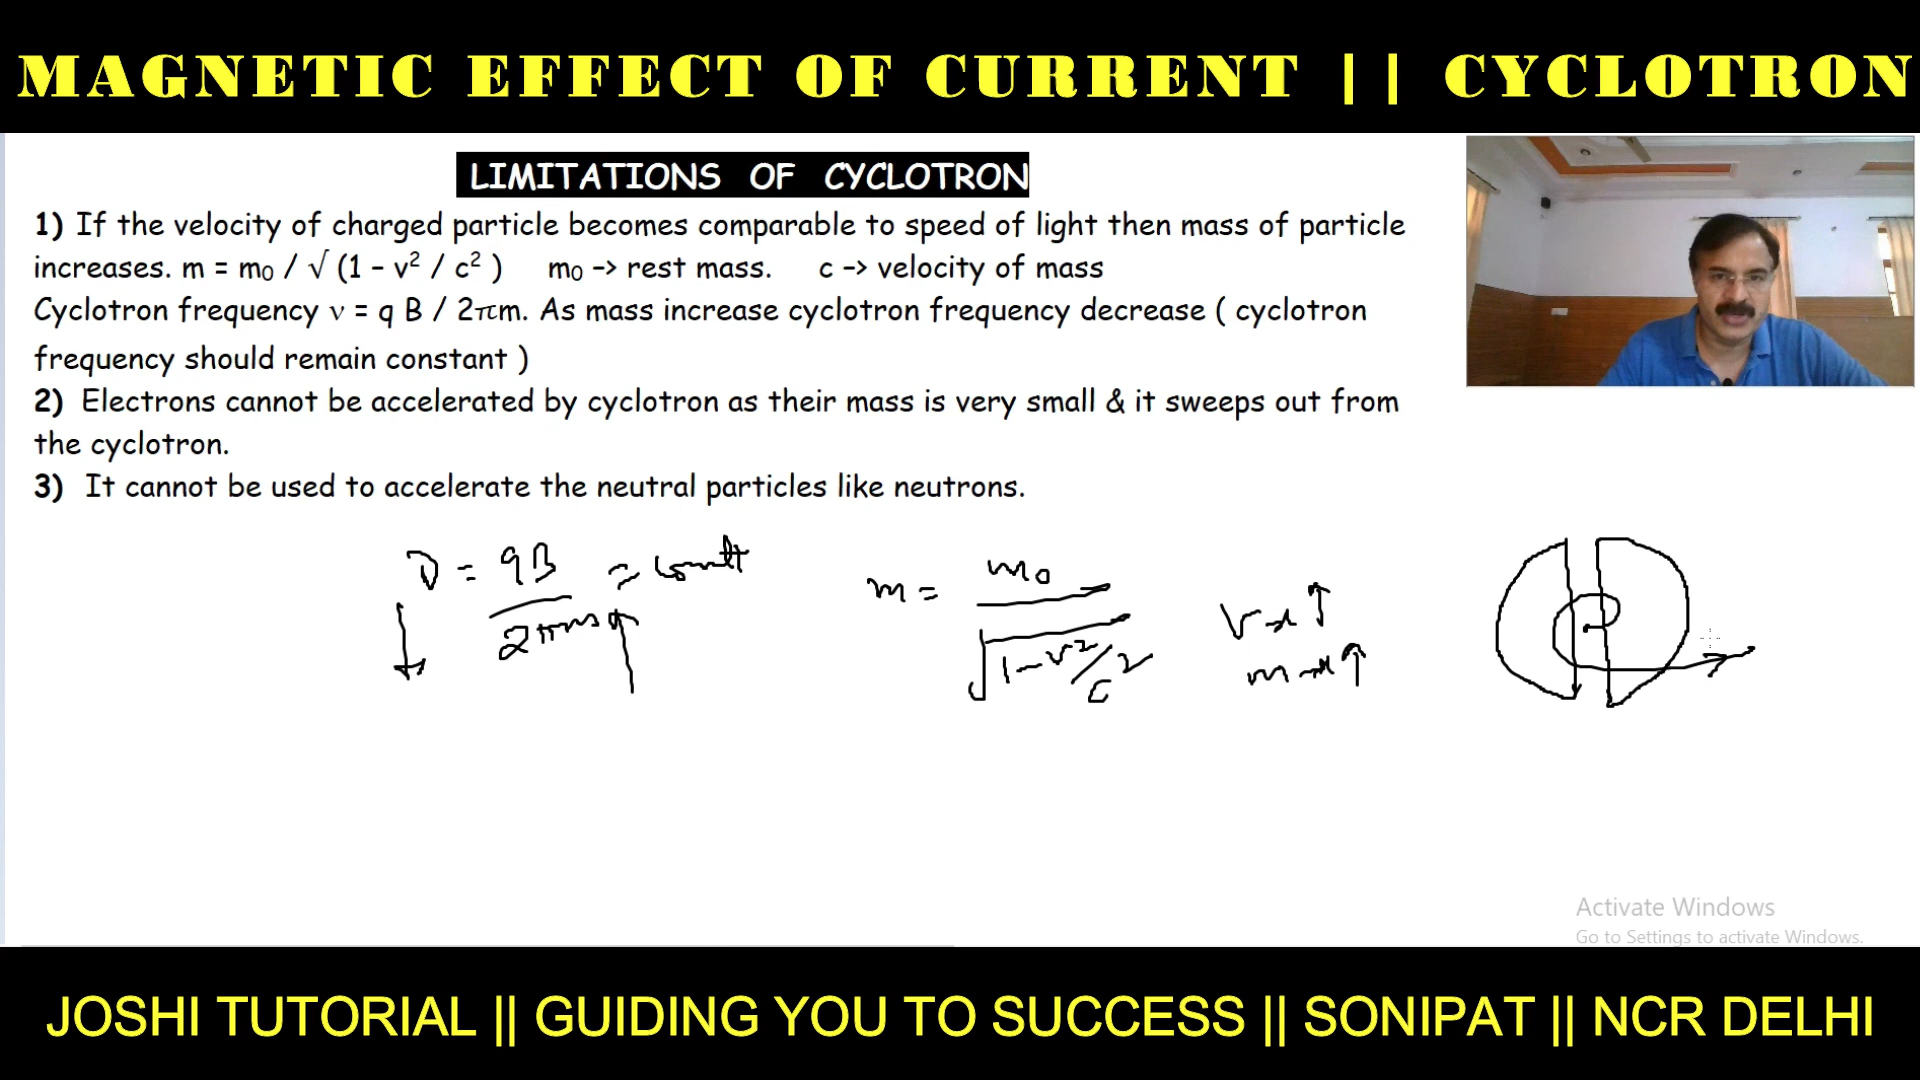 MAGNETIC EFFECT OF CURRENT || CYCLOTRON
LIMITATIONS OF CYCLOTRON
1) If the velocity of charged particle becomes comparable to speed of light then mass of particle
increases. m = m₀ / √ (1 - v² / c² ) m₀ -> rest mass. c -> velocity of mass
Cyclotron frequency ν = q B / 2πm. As mass increase cyclotron frequency decrease ( cyclotron
frequency should remain constant )
2) Electrons cannot be accelerated by cyclotron as their mass is very small & it sweeps out from
the cyclotron.
3) It cannot be used to accelerate the neutral particles like neutrons.
ν = qB / 2πm = const ↓ ↑
m = m₀ / √1 - v²/c²
v → ↑
m → ↑
Activate Windows
Go to Settings to activate Windows.
JOSHI TUTORIAL || GUIDING YOU TO SUCCESS || SONIPAT || NCR DELHI